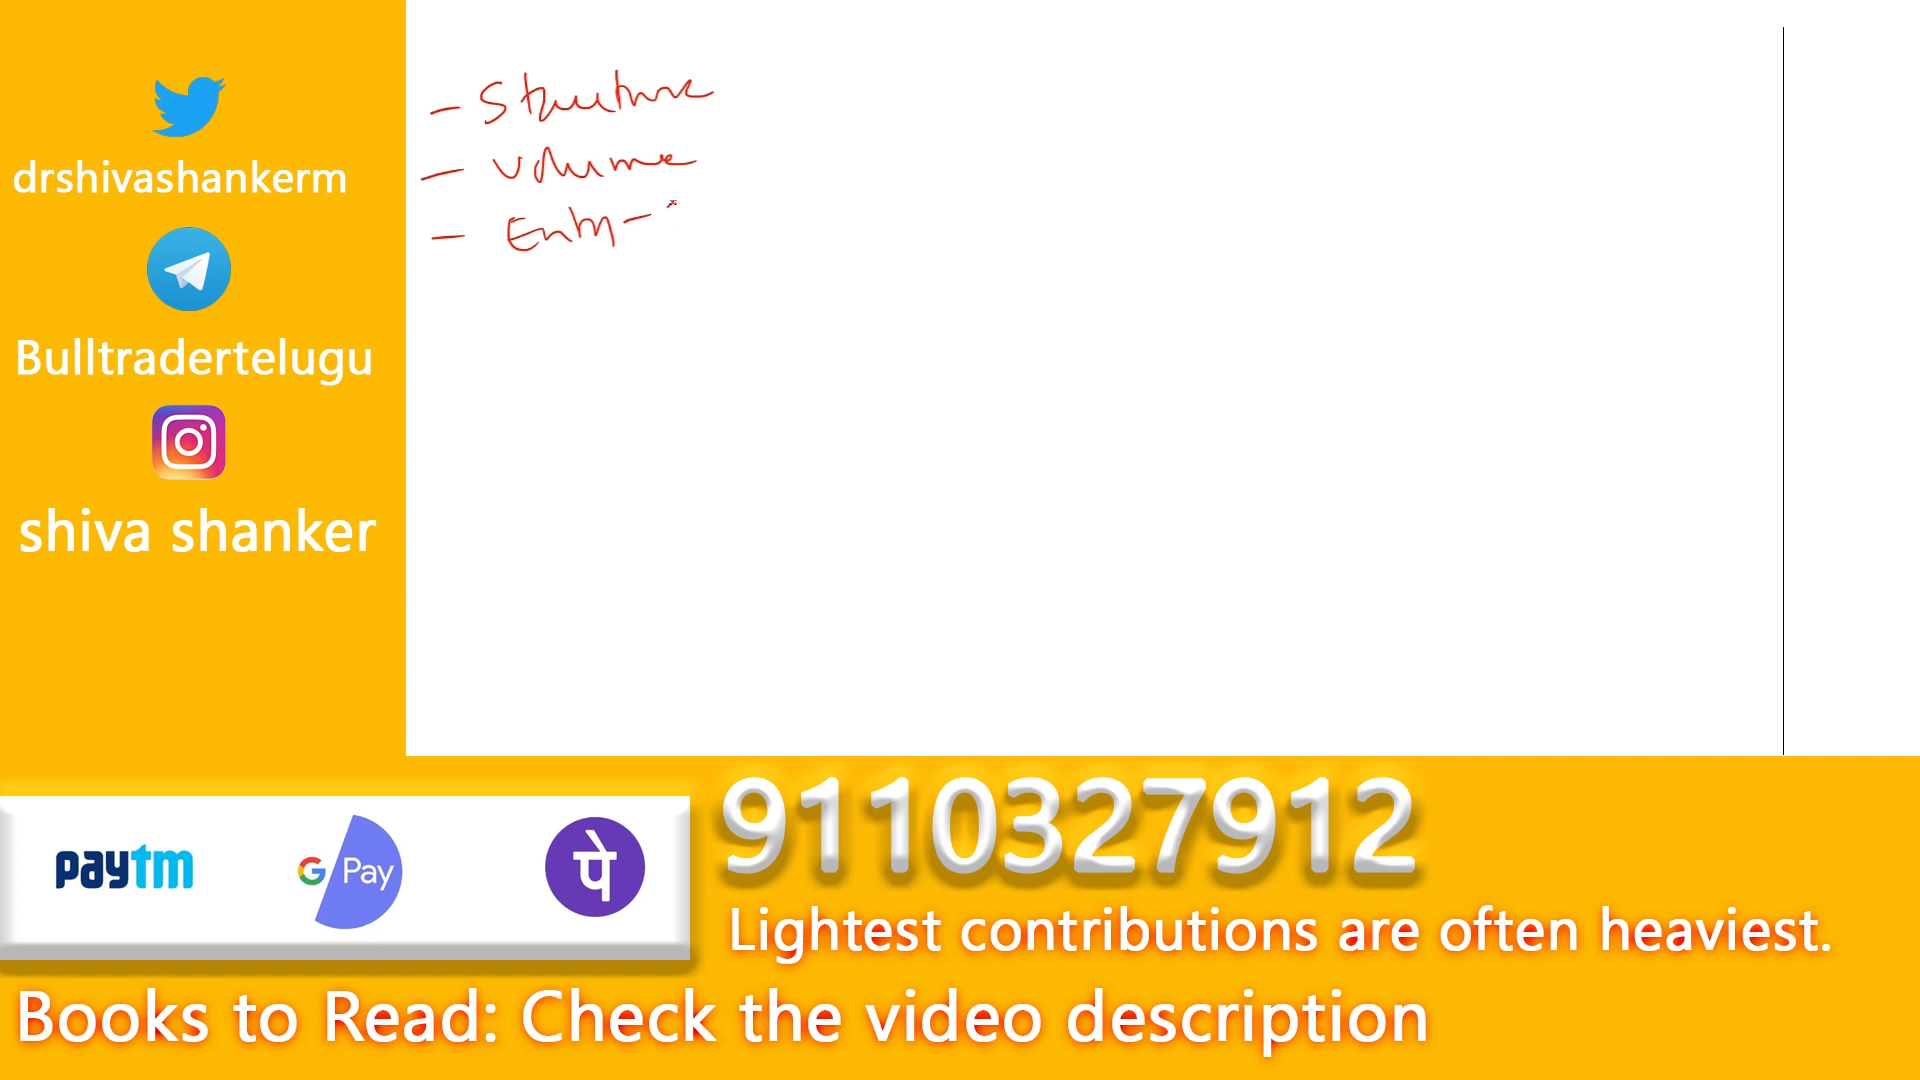 - Structure
- Volume
- Entry -
drshivashankerm
Bulltradertelugu
shiva shanker
paytm
G Pay
पे
9110327912
Lightest contributions are often heaviest.
Books to Read: Check the video description